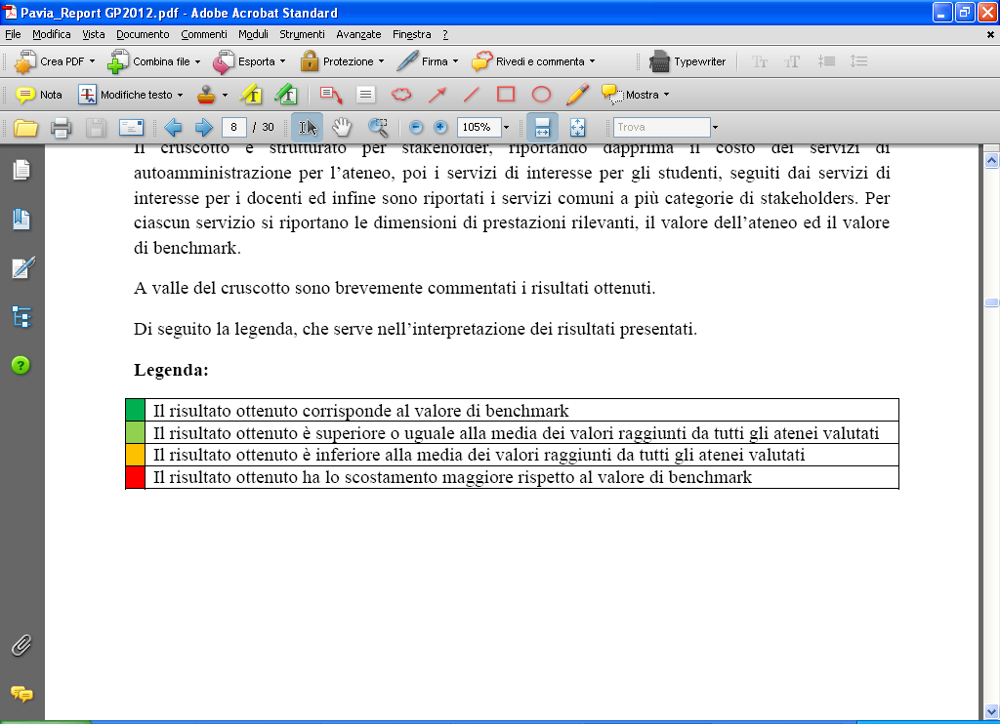 Pavia_Report GP2012.pdf - Adobe Acrobat Standard
File Modifica Vista Documento Commenti Moduli Strumenti Avanzate Finestra ?
Crea PDF Combina file Esporta Protezione Firma Rivedi e commenta Typewriter
Nota Modifiche testo Mostra
8 / 30 105% Trova
Il cruscotto è strutturato per stakeholder, riportando dapprima il costo dei servizi di
autoamministrazione per l'ateneo, poi i servizi di interesse per gli studenti, seguiti dai servizi di
interesse per i docenti ed infine sono riportati i servizi comuni a più categorie di stakeholders. Per
ciascun servizio si riportano le dimensioni di prestazioni rilevanti, il valore dell'ateneo ed il valore
di benchmark.
A valle del cruscotto sono brevemente commentati i risultati ottenuti.
Di seguito la legenda, che serve nell'interpretazione dei risultati presentati.
Legenda:
Il risultato ottenuto corrisponde al valore di benchmark
Il risultato ottenuto è superiore o uguale alla media dei valori raggiunti da tutti gli atenei valutati
Il risultato ottenuto è inferiore alla media dei valori raggiunti da tutti gli atenei valutati
Il risultato ottenuto ha lo scostamento maggiore rispetto al valore di benchmark